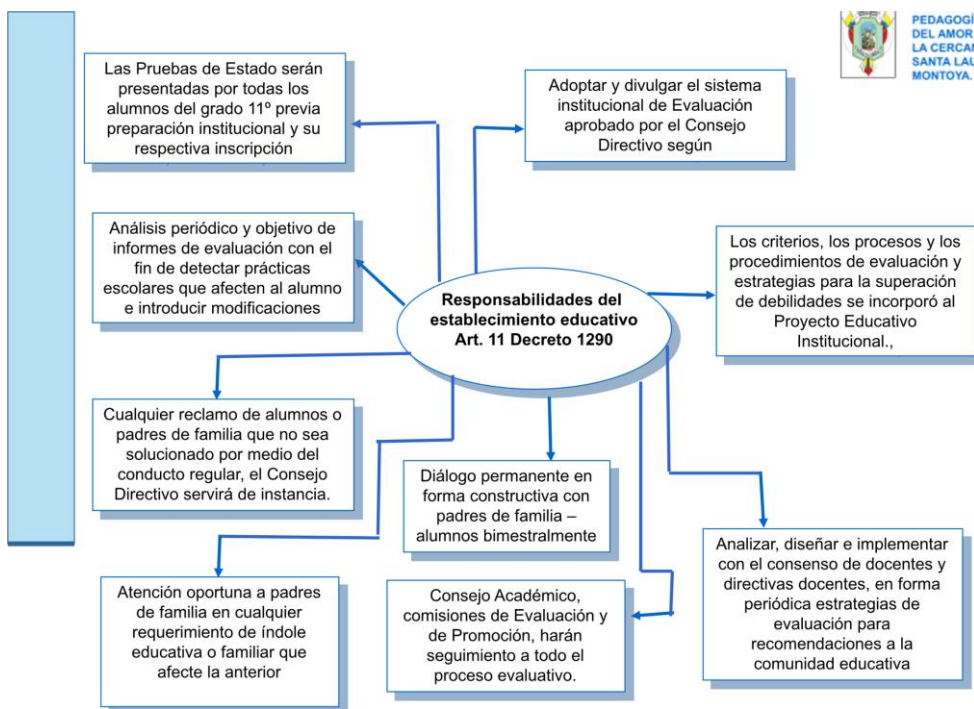 PEDAGOGÍ
DEL AMOR
LA CERCAN
SANTA LAU
MONTOYA.
Las Pruebas de Estado serán
presentadas por todas los
alumnos del grado 11º previa
preparación institucional y su
respectiva inscripción
Adoptar y divulgar el sistema
institucional de Evaluación
aprobado por el Consejo
Directivo según
Análisis periódico y objetivo de
informes de evaluación con el
fin de detectar prácticas
escolares que afecten al alumno
e introducir modificaciones
Responsabilidades del
establecimiento educativo
Art. 11 Decreto 1290
Los criterios, los procesos y los
procedimientos de evaluación y
estrategias para la superación
de debilidades se incorporó al
Proyecto Educativo
Institucional.,
Cualquier reclamo de alumnos o
padres de familia que no sea
solucionado por medio del
conducto regular, el Consejo
Directivo servirá de instancia.
Diálogo permanente en
forma constructiva con
padres de familia –
alumnos bimestralmente
Analizar, diseñar e implementar
con el consenso de docentes y
directivas docentes, en forma
periódica estrategias de
evaluación para
recomendaciones a la
comunidad educativa
Atención oportuna a padres
de familia en cualquier
requerimiento de índole
educativa o familiar que
afecte la anterior
Consejo Académico,
comisiones de Evaluación y
de Promoción, harán
seguimiento a todo el
proceso evaluativo.